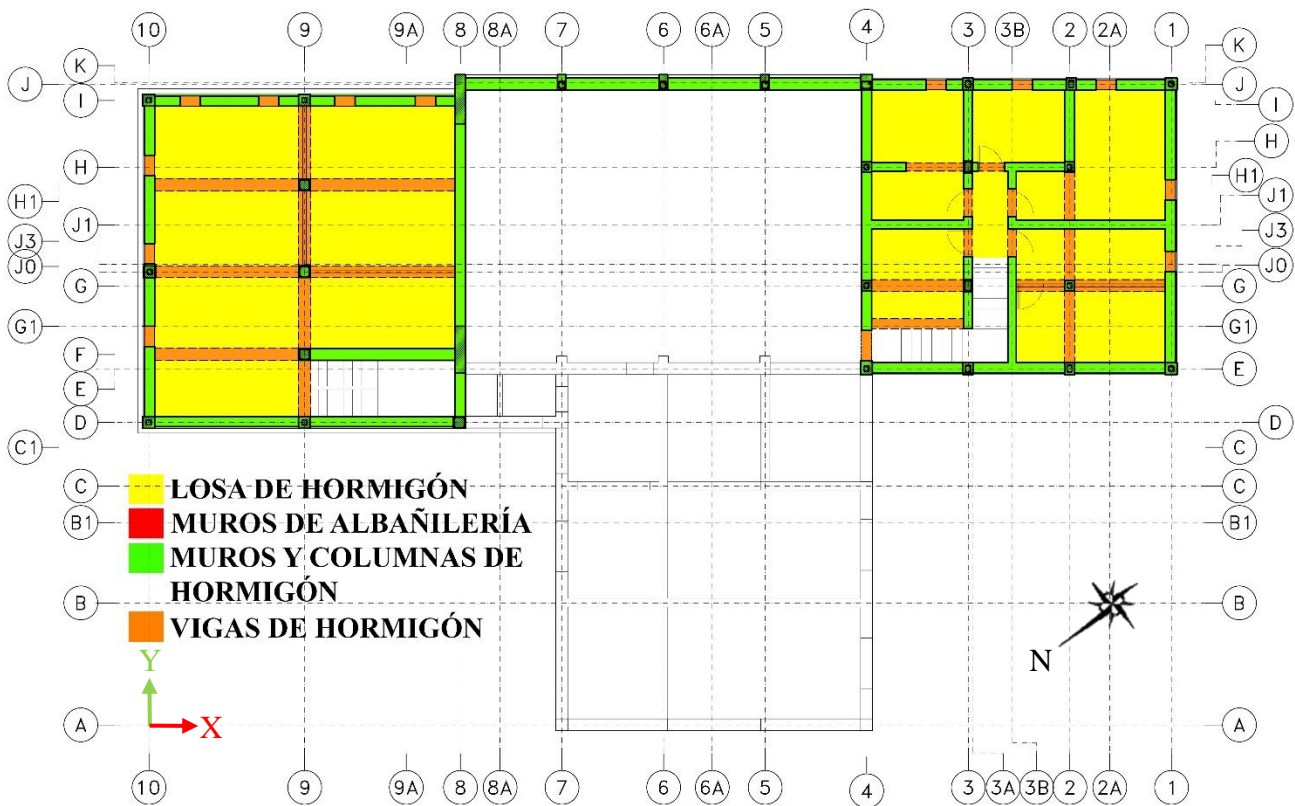 10 9 9A 8 8A 7 6 6A 5 4 3 3B 2 2A 1
K K
J J
I I
H H
H1 H1
J1 J1
J3 J3
J0 J0
G G
G1 G1
F
E E
D D
C1 C
C C
B1 B1
B B
A A
LOSA DE HORMIGÓN
MUROS DE ALBAÑILERÍA
MUROS Y COLUMNAS DE
HORMIGÓN
VIGAS DE HORMIGÓN
N
Y
X
10 9 9A 8 8A 7 6 6A 5 4 3 3A 3B 2 2A 1